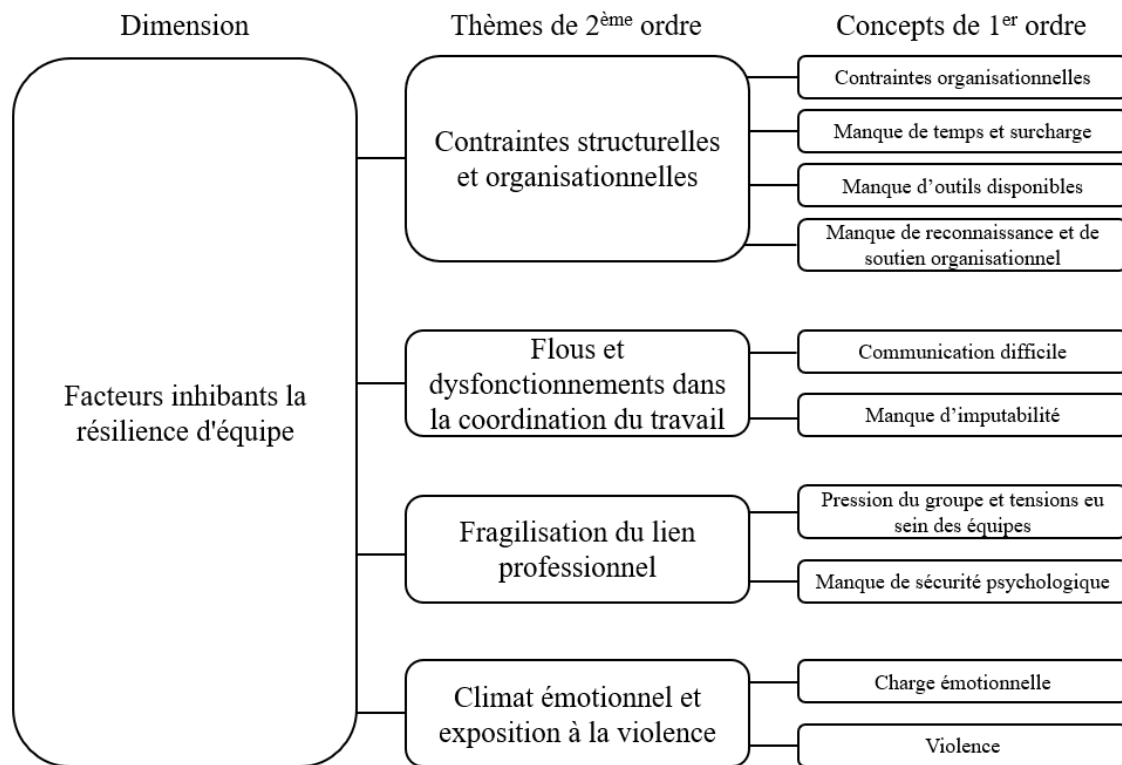 Dimension
Thèmes de 2ème ordre
Concepts de 1er ordre
Facteurs inhibants la
résilience d'équipe
Contraintes structurelles
et organisationnelles
Contraintes organisationnelles
Manque de temps et surcharge
Manque d'outils disponibles
Manque de reconnaissance et de
soutien organisationnel
Flous et
dysfonctionnements dans
la coordination du travail
Communication difficile
Manque d'imputabilité
Fragilisation du lien
professionnel
Pression du groupe et tensions eu
sein des équipes
Manque de sécurité psychologique
Climat émotionnel et
exposition à la violence
Charge émotionnelle
Violence